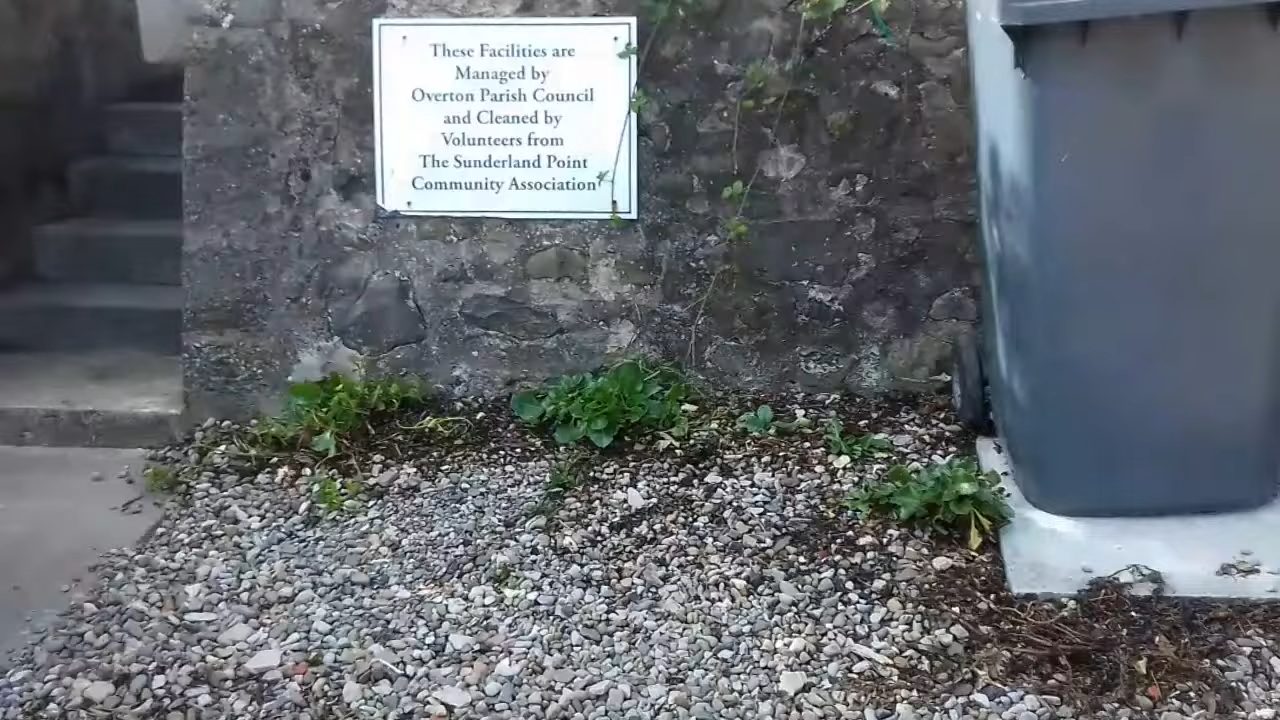 These Facilities are
Managed by
Overton Parish Council
and Cleaned by
Volunteers from
The Sunderland Point
Community Association